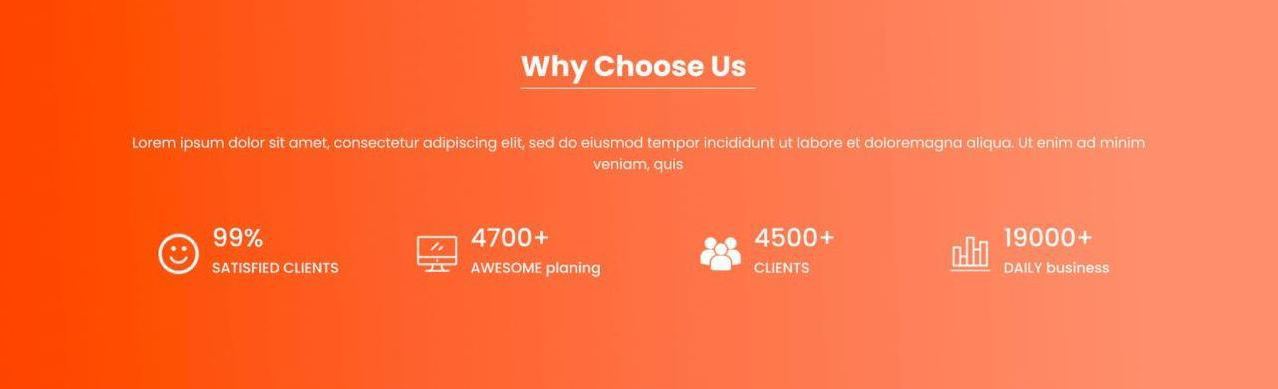 Why Choose Us
Lorem ipsum dolor sit amet, consectetur adipiscing elit, sed do eiusmod tempor incididunt ut labore et doloremagna aliqua. Ut enim ad minim
veniam, quis
99%
SATISFIED CLIENTS
4700+
AWESOME planing
4500+
CLIENTS
19000+
DAILY business